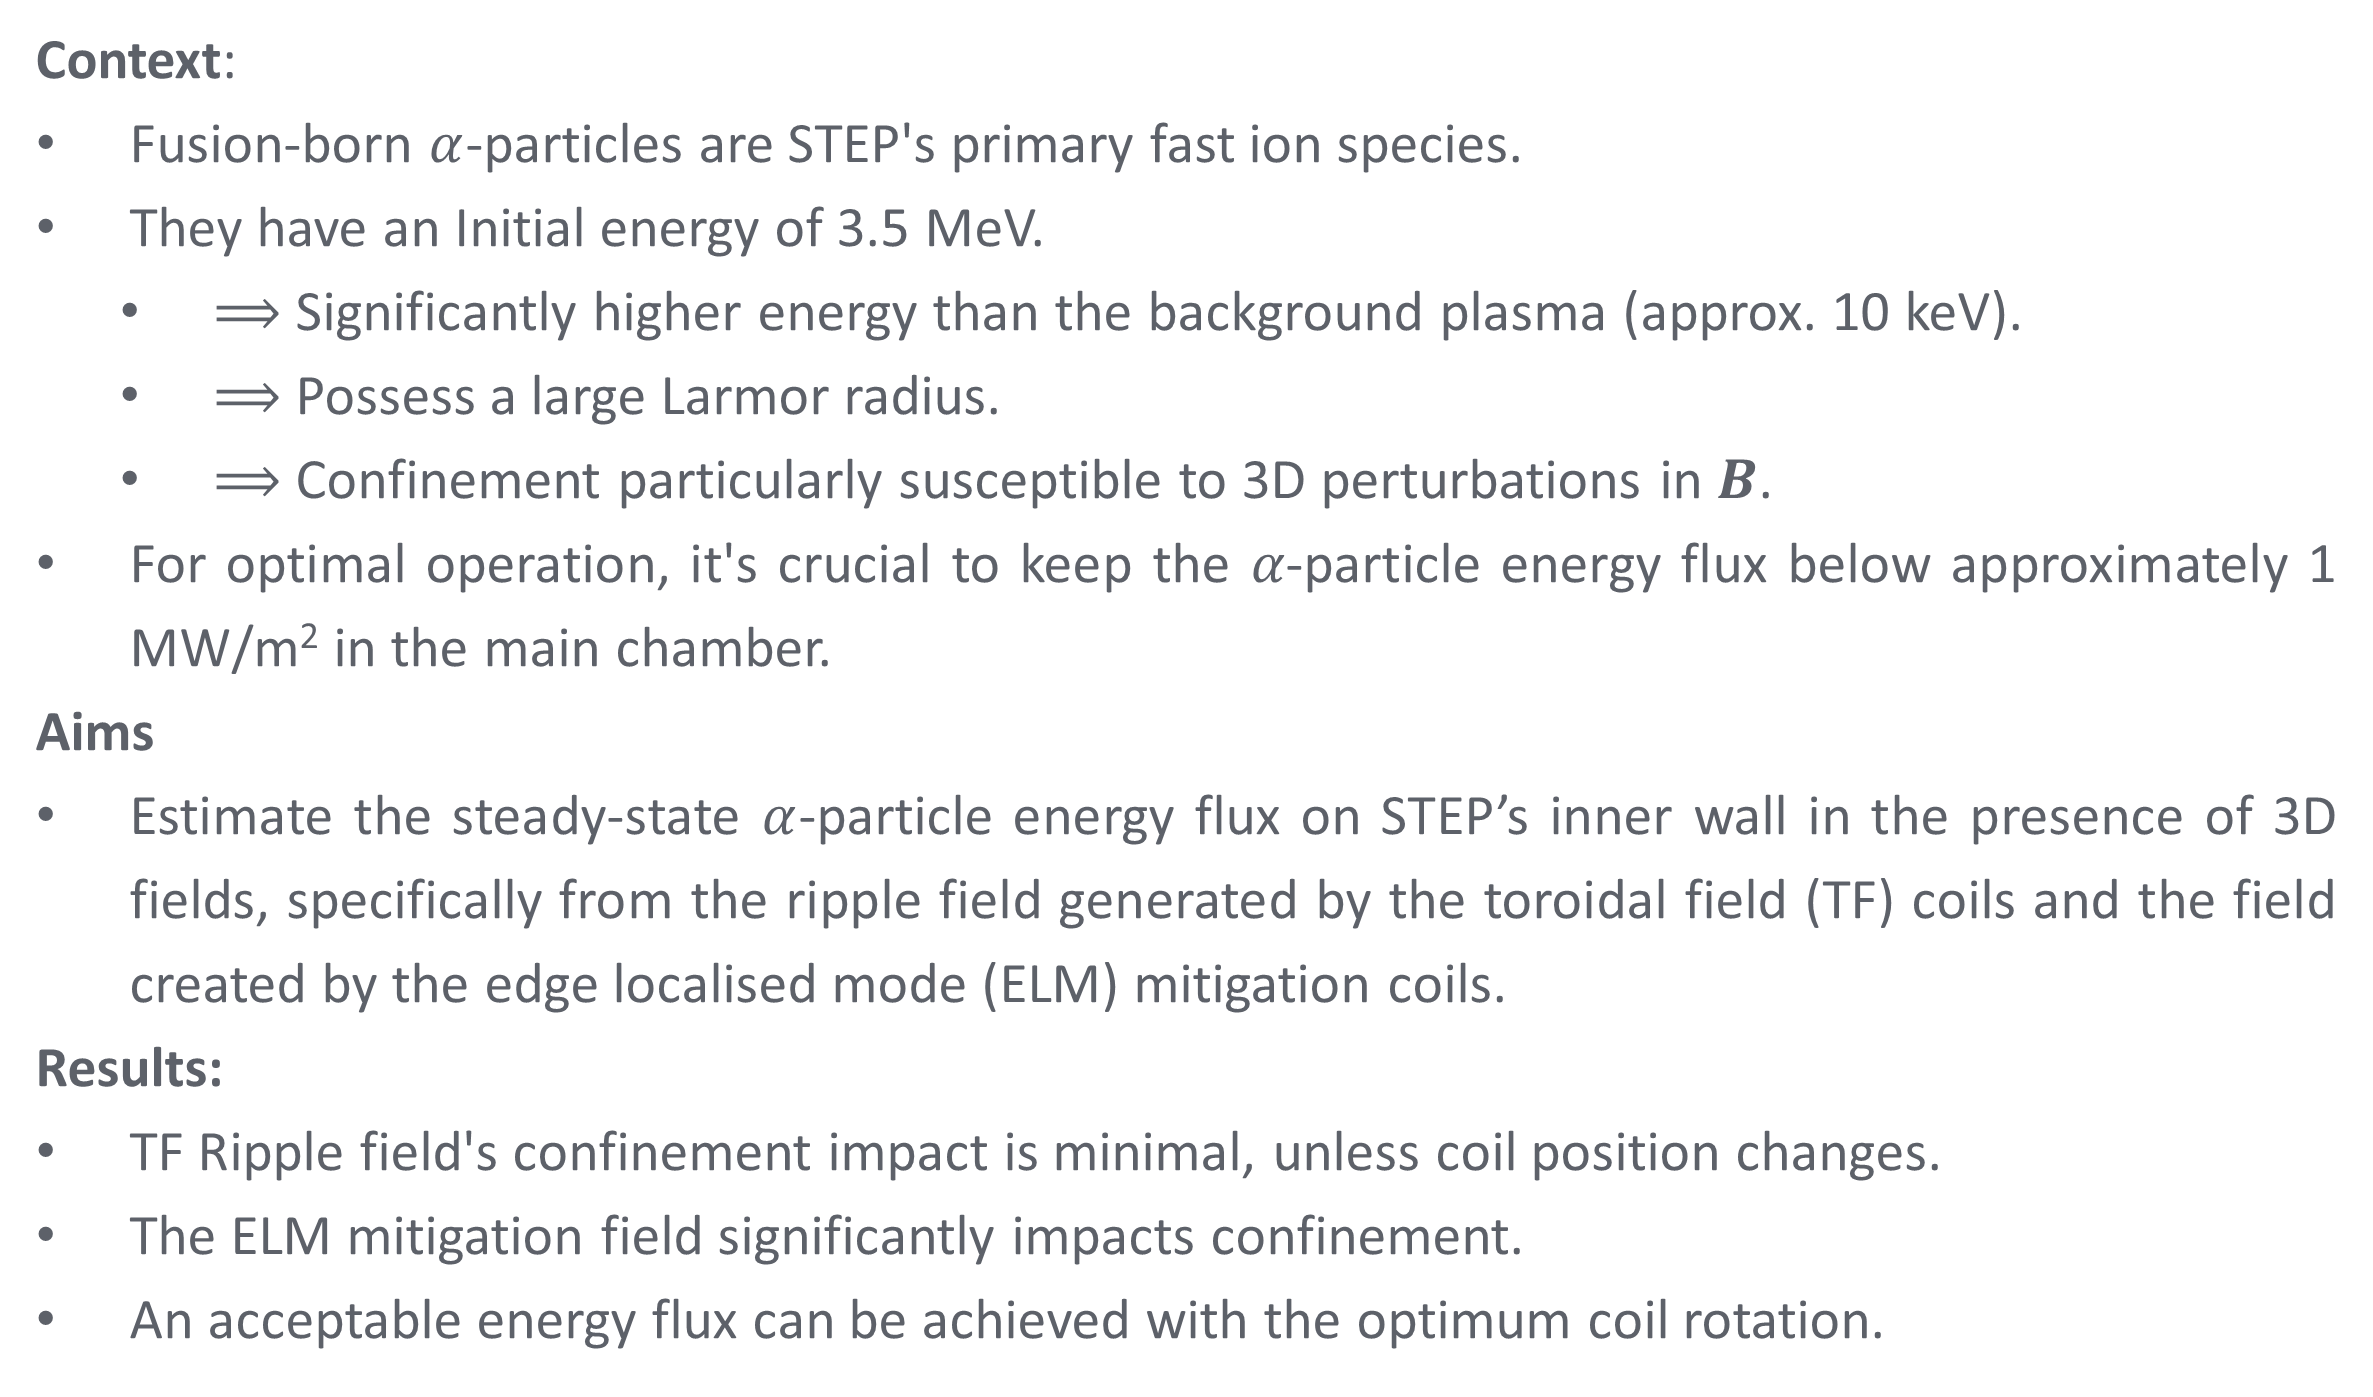 Context:
• Fusion-born α-particles are STEP's primary fast ion species.
• They have an Initial energy of 3.5 MeV.
• ⟹ Significantly higher energy than the background plasma (approx. 10 keV).
• ⟹ Possess a large Larmor radius.
• ⟹ Confinement particularly susceptible to 3D perturbations in B.
• For optimal operation, it's crucial to keep the α-particle energy flux below approximately 1
MW/m² in the main chamber.
Aims
• Estimate the steady-state α-particle energy flux on STEP’s inner wall in the presence of 3D
fields, specifically from the ripple field generated by the toroidal field (TF) coils and the field
created by the edge localised mode (ELM) mitigation coils.
Results:
• TF Ripple field's confinement impact is minimal, unless coil position changes.
• The ELM mitigation field significantly impacts confinement.
• An acceptable energy flux can be achieved with the optimum coil rotation.